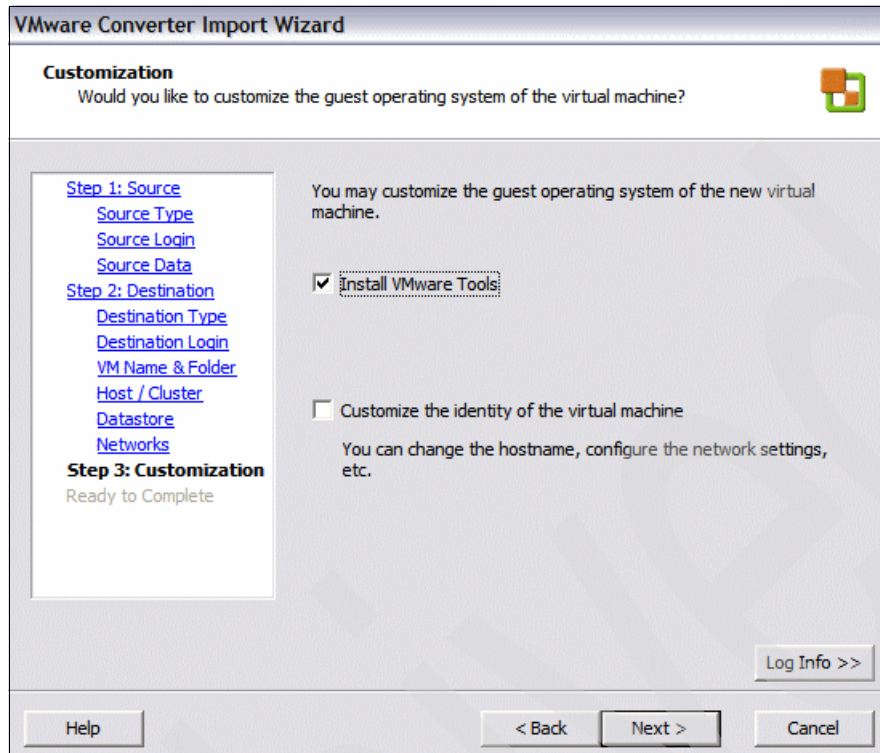 VMware Converter Import Wizard
Customization
Would you like to customize the guest operating system of the virtual machine?
Step 1: Source
Source Type
Source Login
Source Data
Step 2: Destination
Destination Type
Destination Login
VM Name & Folder
Host / Cluster
Datastore
Networks
Step 3: Customization
Ready to Complete
You may customize the guest operating system of the new virtual
machine.
Install VMware Tools
Customize the identity of the virtual machine
You can change the hostname, configure the network settings,
etc.
Log Info >>
Help
< Back
Next >
Cancel